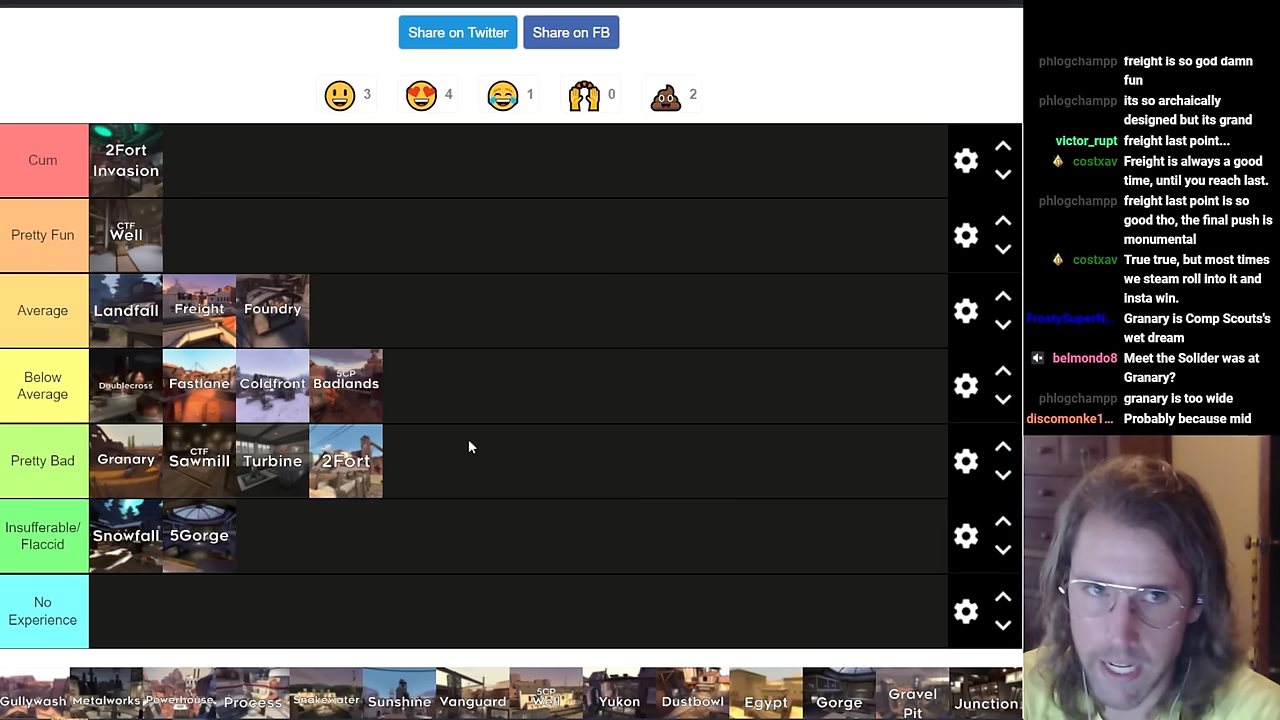 Share on Twitter
Share on FB
3
4
1
0
2
Cum
2Fort
Invasion
Pretty Fun
CTF
Well
Average
Landfall
Freight
Foundry
Below
Average
Doublecross
Fastlane
Coldfront
5CP
Badlands
Pretty Bad
Granary
CTF
Sawmill
Turbine
2Fort
Insufferable/
Flaccid
Snowfall
5Gorge
No
Experience
Gullywash
Metalworks
Powerhouse
Process
Snakewater
Sunshine
Vanguard
5CP
Well
Yukon
Dustbowl
Egypt
Gorge
Gravel
Pit
Junction
phlogchampp freight is so god damn
fun
phlogchampp its so archaically
designed but its grand
victor_rupt freight last point...
costxav Freight is always a good
time, until you reach last.
phlogchampp freight last point is so
good tho, the final push is
monumental
costxav True true, but most times
we steam roll into it and
insta win.
FrostySuperN... Granary is Comp Scouts's
wet dream
belmondo8 Meet the Solider was at
Granary?
phlogchampp granary is too wide
discomonke1... Probably because mid